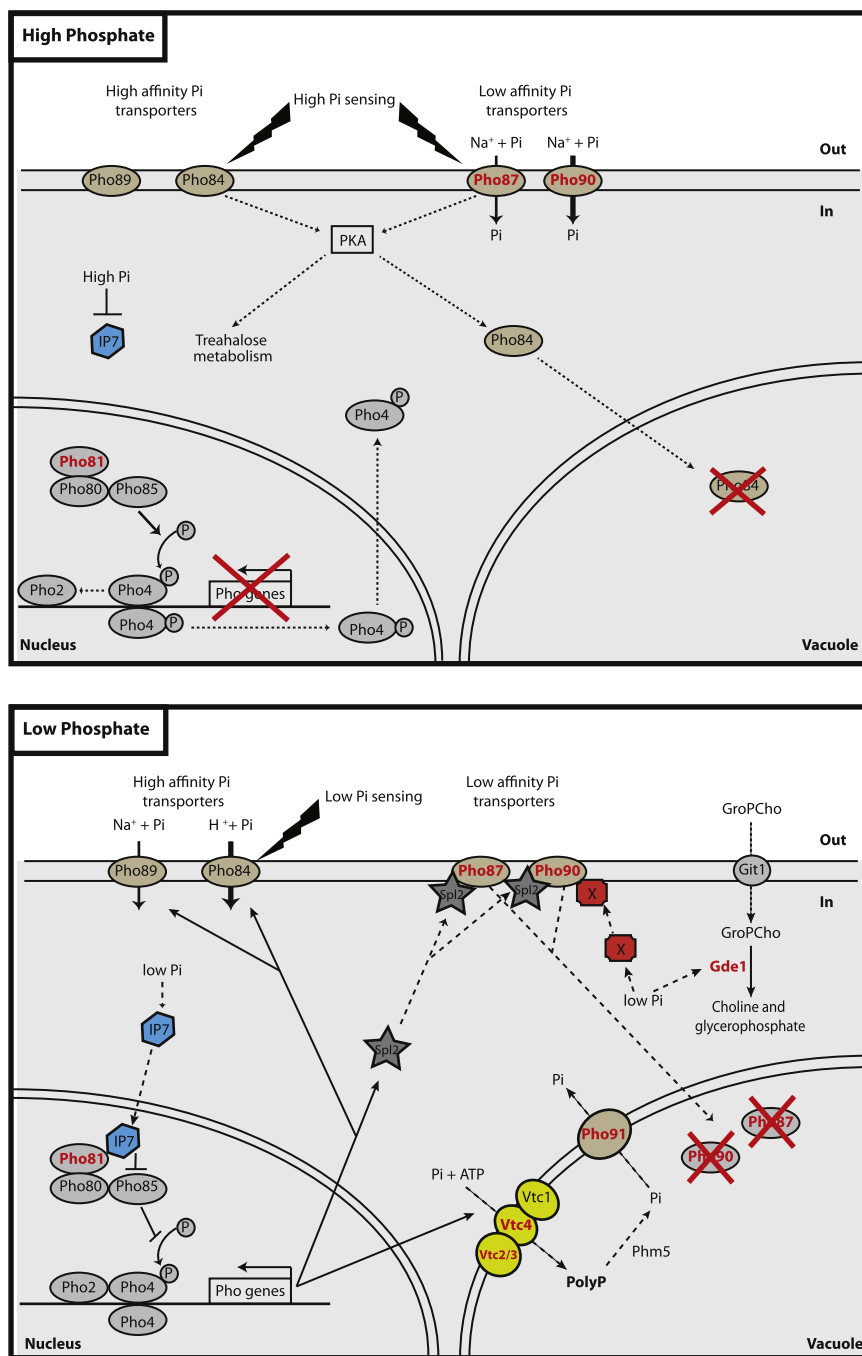 High Phosphate
High affinity Pi
transporters
High Pi sensing
Low affinity Pi
transporters
Na⁺ + Pi
Na⁺ + Pi
Out
Pho89
Pho84
Pho87
Pho90
In
PKA
Pi
Pi
High Pi
IP7
Treahalose
metabolism
Pho84
Pho4
P
Pho81
Pho80
Pho85
Pho84
P
P
Pho2
Pho4
Pho genes
Pho4
P
Pho4
P
Nucleus
Vacuole
Low Phosphate
High affinity Pi
transporters
Low Pi sensing
Low affinity Pi
transporters
Na⁺ + Pi
H⁺ + Pi
GroPCho
Out
Pho89
Pho84
Pho87
Pho90
Git1
Spl2
Spl2
X
In
GroPCho
X
Gde1
low Pi
low Pi
Choline and
glycerophosphate
IP7
Spl2
Pi
Pho87
IP7
Pho91
Pho81
Pho90
Pho80
Pho85
Pi + ATP
Vtc1
Pi
P
Vtc4
Vtc2/3
Phm5
P
PolyP
Pho2
Pho4
Pho genes
Pho4
Nucleus
Vacuole